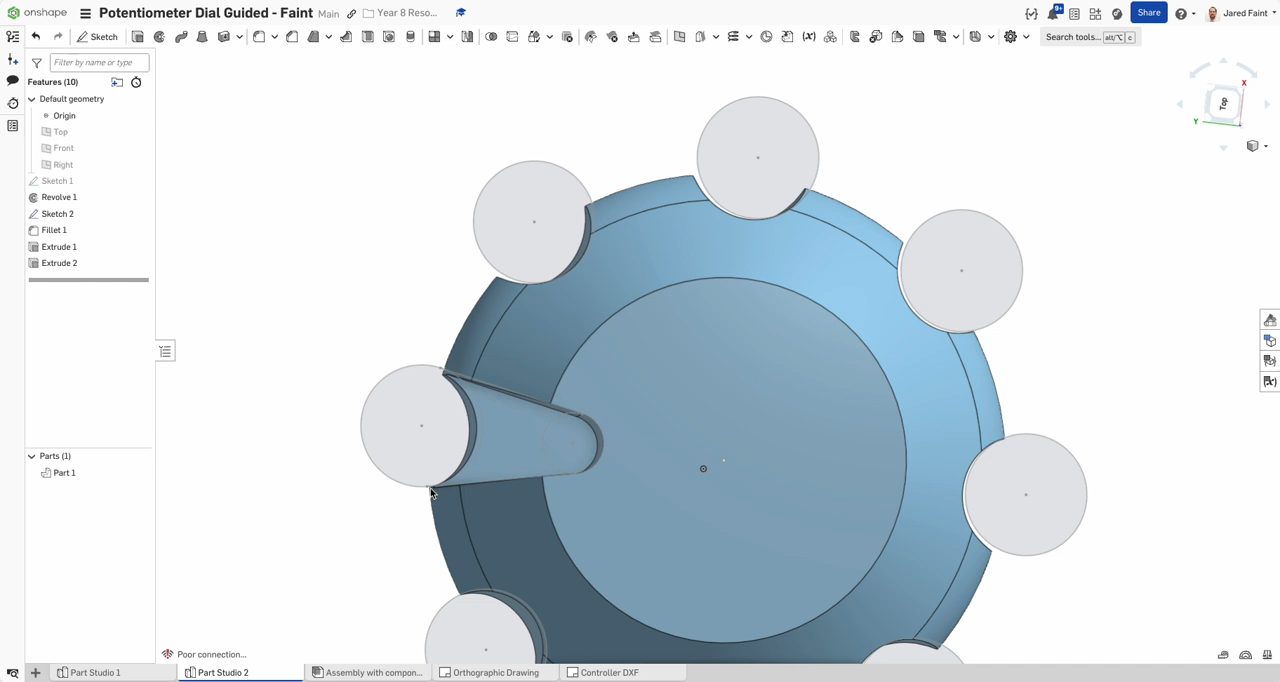 onshape Potentiometer Dial Guided - Faint Main Year 8 Reso... 9+ Share Jared Faint
Sketch Search tools... alt/⌥ c
Filter by name or type
Features (10)
Default geometry
Origin
Top
Front
Right
Sketch 1
Revolve 1
Sketch 2
Fillet 1
Extrude 1
Extrude 2
Parts (1)
Part 1
X
Top
Y
Poor connection...
Part Studio 1 Part Studio 2 Assembly with compon... Orthographic Drawing Controller DXF